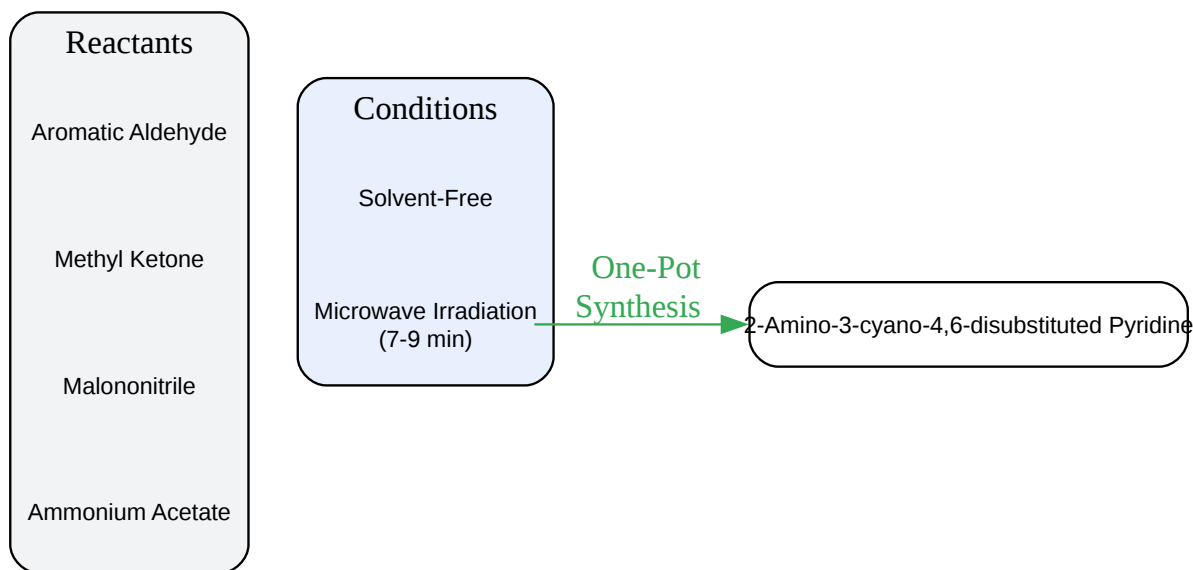 Reactants
Aromatic Aldehyde
Methyl Ketone
Malononitrile
Ammonium Acetate
Conditions
Solvent-Free
Microwave Irradiation
(7-9 min)
One-Pot
Synthesis
2-Amino-3-cyano-4,6-disubstituted Pyridine